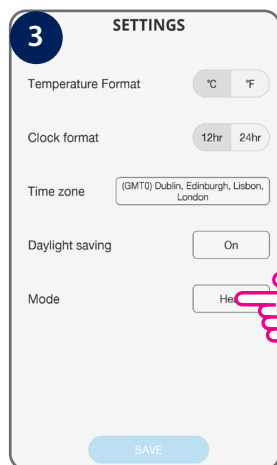 3
SETTINGS
Temperature Format °C °F
Clock format 12hr 24hr
Time zone (GMT0) Dublin, Edinburgh, Lisbon,
London
Daylight saving On
Mode
SAVE